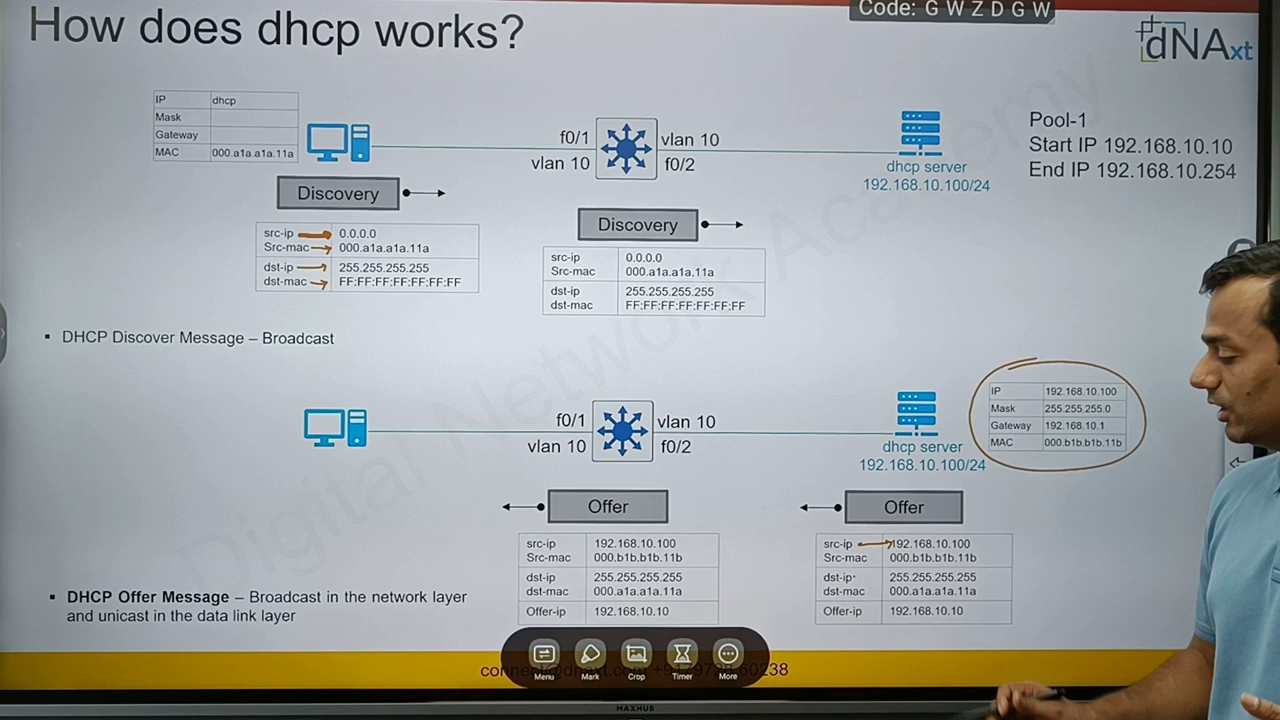 How does dhcp works?
Code: G W Z D G W
dNAxt
IP dhcp
Mask
Gateway
MAC 000.a1a.a1a.11a
f0/1
vlan 10
vlan 10
f0/2
dhcp server
192.168.10.100/24
Pool-1
Start IP 192.168.10.10
End IP 192.168.10.254
Discovery
src-ip 0.0.0.0
Src-mac 000.a1a.a1a.11a
dst-ip 255.255.255.255
dst-mac FF:FF:FF:FF:FF:FF:FF
Discovery
src-ip 0.0.0.0
Src-mac 000.a1a.a1a.11a
dst-ip 255.255.255.255
dst-mac FF:FF:FF:FF:FF:FF:FF
▪ DHCP Discover Message – Broadcast
f0/1
vlan 10
vlan 10
f0/2
dhcp server
192.168.10.100/24
IP 192.168.10.100
Mask 255.255.255.0
Gateway 192.168.10.1
MAC 000.b1b.b1b.11b
Offer
src-ip 192.168.10.100
Src-mac 000.b1b.b1b.11b
dst-ip 255.255.255.255
dst-mac 000.a1a.a1a.11a
Offer-ip 192.168.10.10
Offer
src-ip 192.168.10.100
Src-mac 000.b1b.b1b.11b
dst-ip 255.255.255.255
dst-mac 000.a1a.a1a.11a
Offer-ip 192.168.10.10
▪ DHCP Offer Message – Broadcast in the network layer
and unicast in the data link layer
Digital Network Academy
Menu
Mark
Crop
Timer
More
MAXHUB